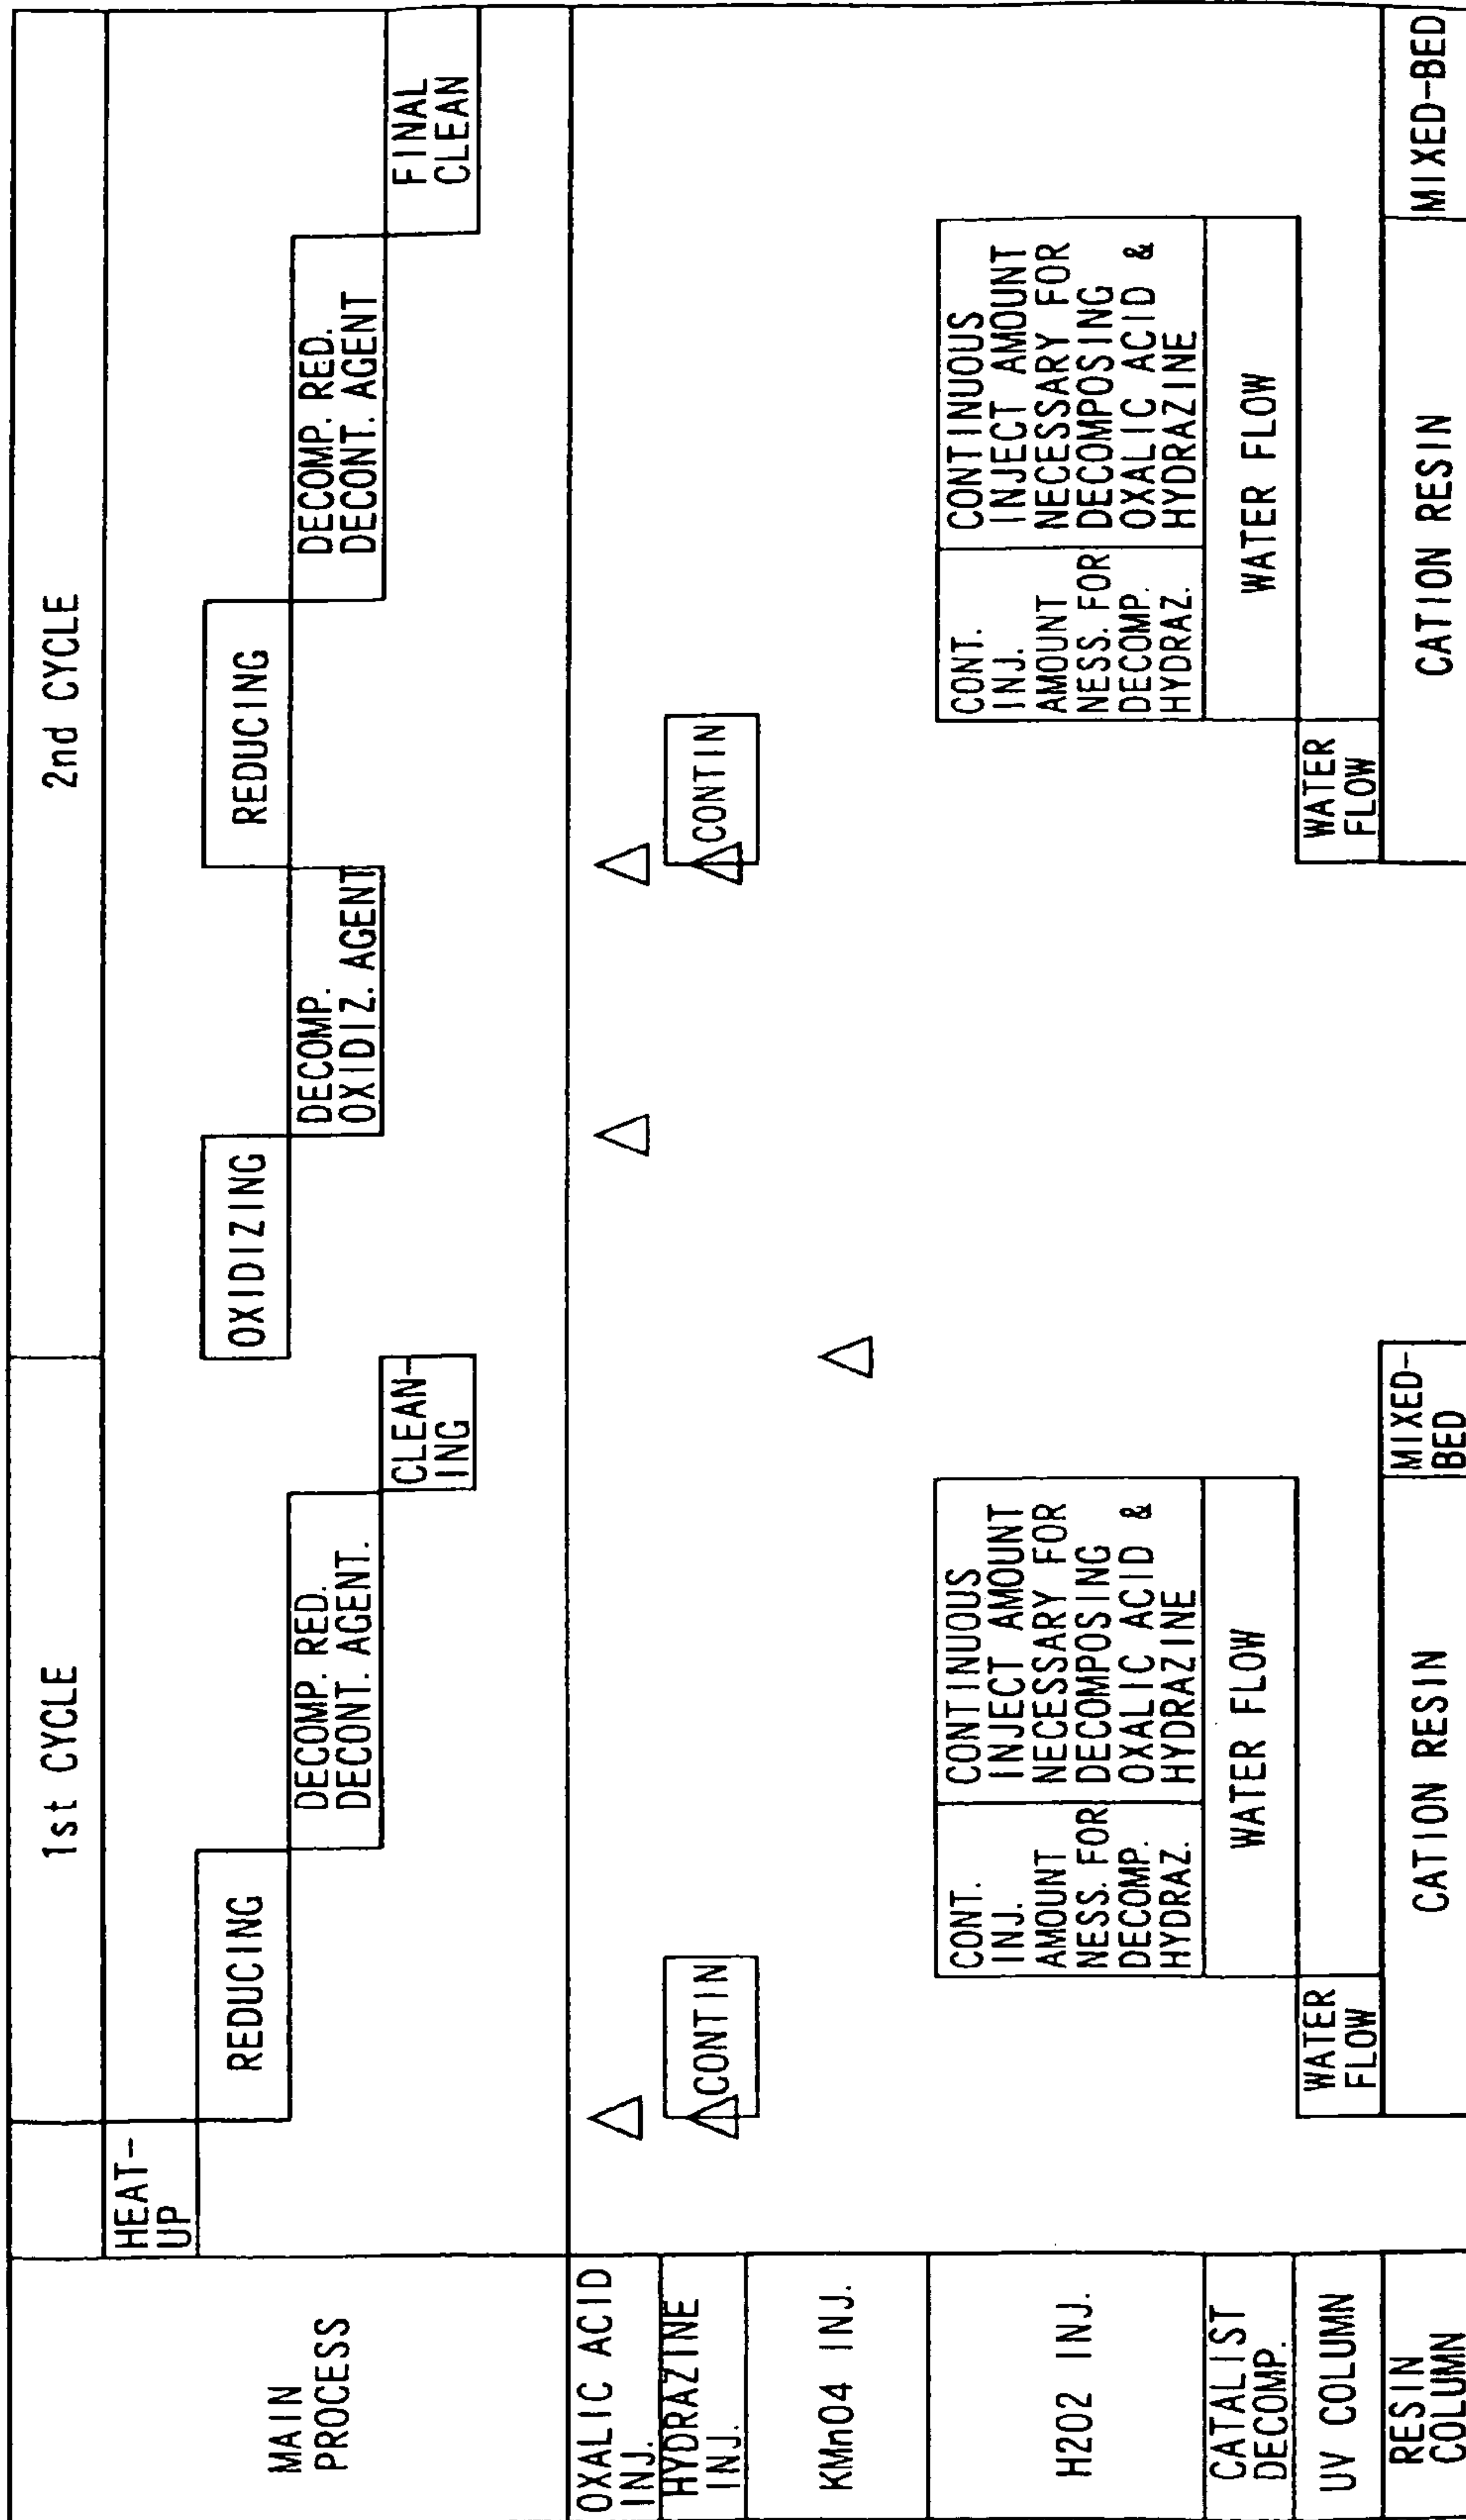 1st CYCLE
2nd CYCLE
MAIN
PROCESS
HEAT-
UP
REDUCING
DECOMP. RED.
DECONT. AGENT.
CLEAN-
ING
OXIDIZING
DECOMP.
OXIDIZ. AGENT
REDUCING
DECOMP. RED.
DECONT. AGENT
FINAL
CLEAN
OXALIC ACID
INJ.
HYDRAZINE
INJ.
CONTIN
CONTIN
KMnO4 INJ.
H2O2 INJ.
CONT.
INJ.
AMOUNT
NESS. FOR
DECOMP.
HYDRAZ.
CONTINUOUS
INJECT AMOUNT
NECESSARY FOR
DECOMPOSING
OXALIC ACID &
HYDRAZINE
CONT.
INJ.
AMOUNT
NESS. FOR
DECOMP.
HYDRAZ.
CONTINUOUS
INJECT AMOUNT
NECESSARY FOR
DECOMPOSING
OXALIC ACID &
HYDRAZINE
CATALIST
DECOMP.
WATER FLOW
WATER FLOW
UV COLUMN
WATER
FLOW
WATER
FLOW
RESIN
COLUMN
CATION RESIN
MIXED-
BED
CATION RESIN
MIXED-BED